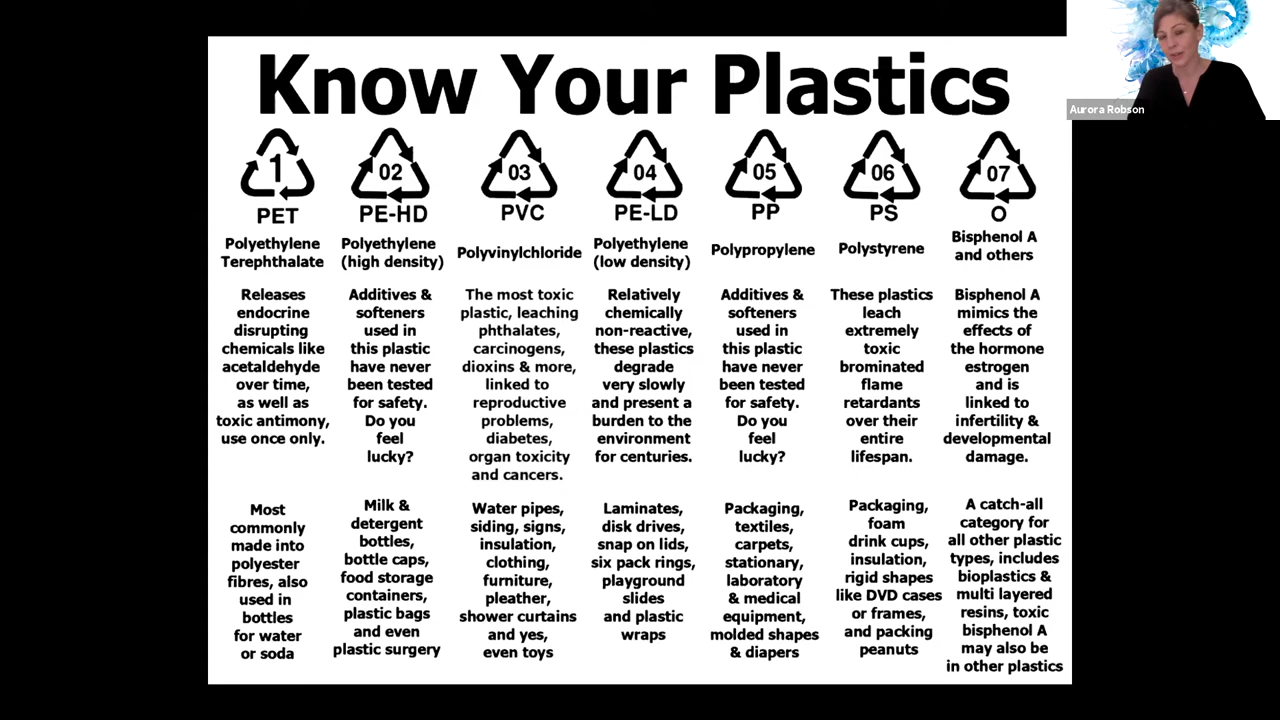 Know Your Plastics
Aurora Robson
1
PET
Polyethylene
Terephthalate
Releases
endocrine
disrupting
chemicals like
acetaldehyde
over time,
as well as
toxic antimony,
use once only.
Most
commonly
made into
polyester
fibres, also
used in
bottles
for water
or soda
02
PE-HD
Polyethylene
(high density)
Additives &
softeners
used in
this plastic
have never
been tested
for safety.
Do you
feel
lucky?
Milk &
detergent
bottles,
bottle caps,
food storage
containers,
plastic bags
and even
plastic surgery
03
PVC
Polyvinylchloride
The most toxic
plastic, leaching
phthalates,
carcinogens,
dioxins & more,
linked to
reproductive
problems,
diabetes,
organ toxicity
and cancers.
Water pipes,
siding, signs,
insulation,
clothing,
furniture,
pleather,
shower curtains
and yes,
even toys
04
PE-LD
Polyethylene
(low density)
Relatively
chemically
non-reactive,
these plastics
degrade
very slowly
and present a
burden to the
environment
for centuries.
Laminates,
disk drives,
snap on lids,
six pack rings,
playground
slides
and plastic
wraps
05
PP
Polypropylene
Additives &
softeners
used in
this plastic
have never
been tested
for safety.
Do you
feel
lucky?
Packaging,
textiles,
carpets,
stationary,
laboratory
& medical
equipment,
molded shapes
& diapers
06
PS
Polystyrene
These plastics
leach
extremely
toxic
brominated
flame
retardants
over their
entire
lifespan.
Packaging,
foam
drink cups,
insulation,
rigid shapes
like DVD cases
or frames,
and packing
peanuts
07
O
Bisphenol A
and others
Bisphenol A
mimics the
effects of
the hormone
estrogen
and is
linked to
infertility &
developmental
damage.
A catch-all
category for
all other plastic
types, includes
bioplastics &
multi layered
resins, toxic
bisphenol A
may also be
in other plastics